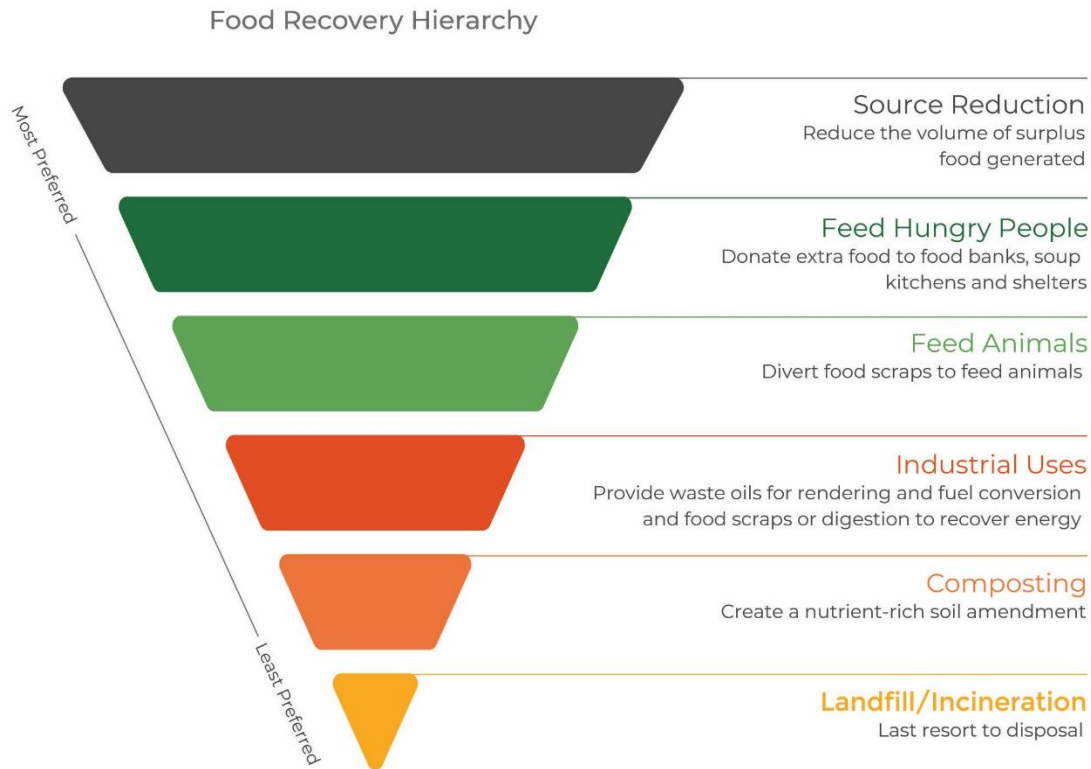 Food Recovery Hierarchy
Most Preferred
Least Preferred
Source Reduction
Reduce the volume of surplus
food generated
Feed Hungry People
Donate extra food to food banks, soup
kitchens and shelters
Feed Animals
Divert food scraps to feed animals
Industrial Uses
Provide waste oils for rendering and fuel conversion
and food scraps or digestion to recover energy
Composting
Create a nutrient-rich soil amendment
Landfill/Incineration
Last resort to disposal